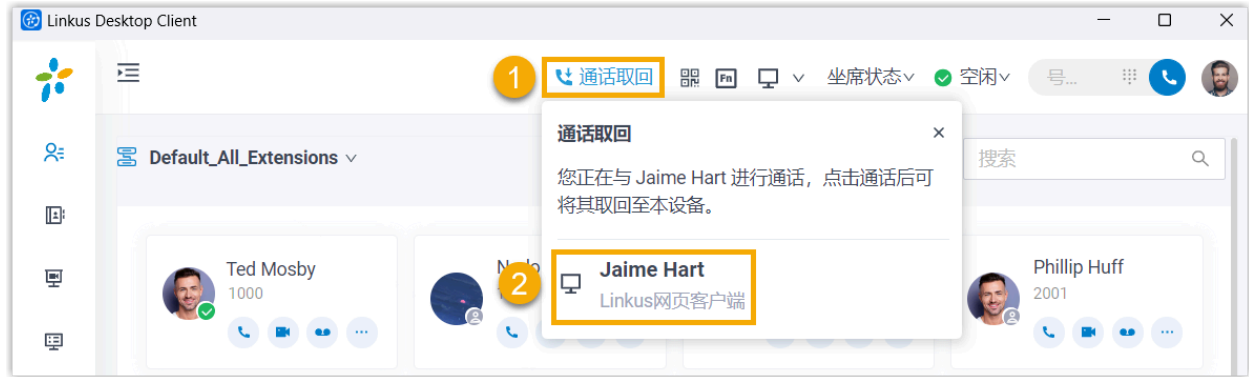 Linkus Desktop Client
1 通话取回 Fn 坐席状态 空闲 号...
Default_All_Extensions
搜索
通话取回
您正在与 Jaime Hart 进行通话，点击通话后可
将其取回至本设备。
2 Jaime Hart
Linkus网页客户端
Ted Mosby
1000
Phillip Huff
2001